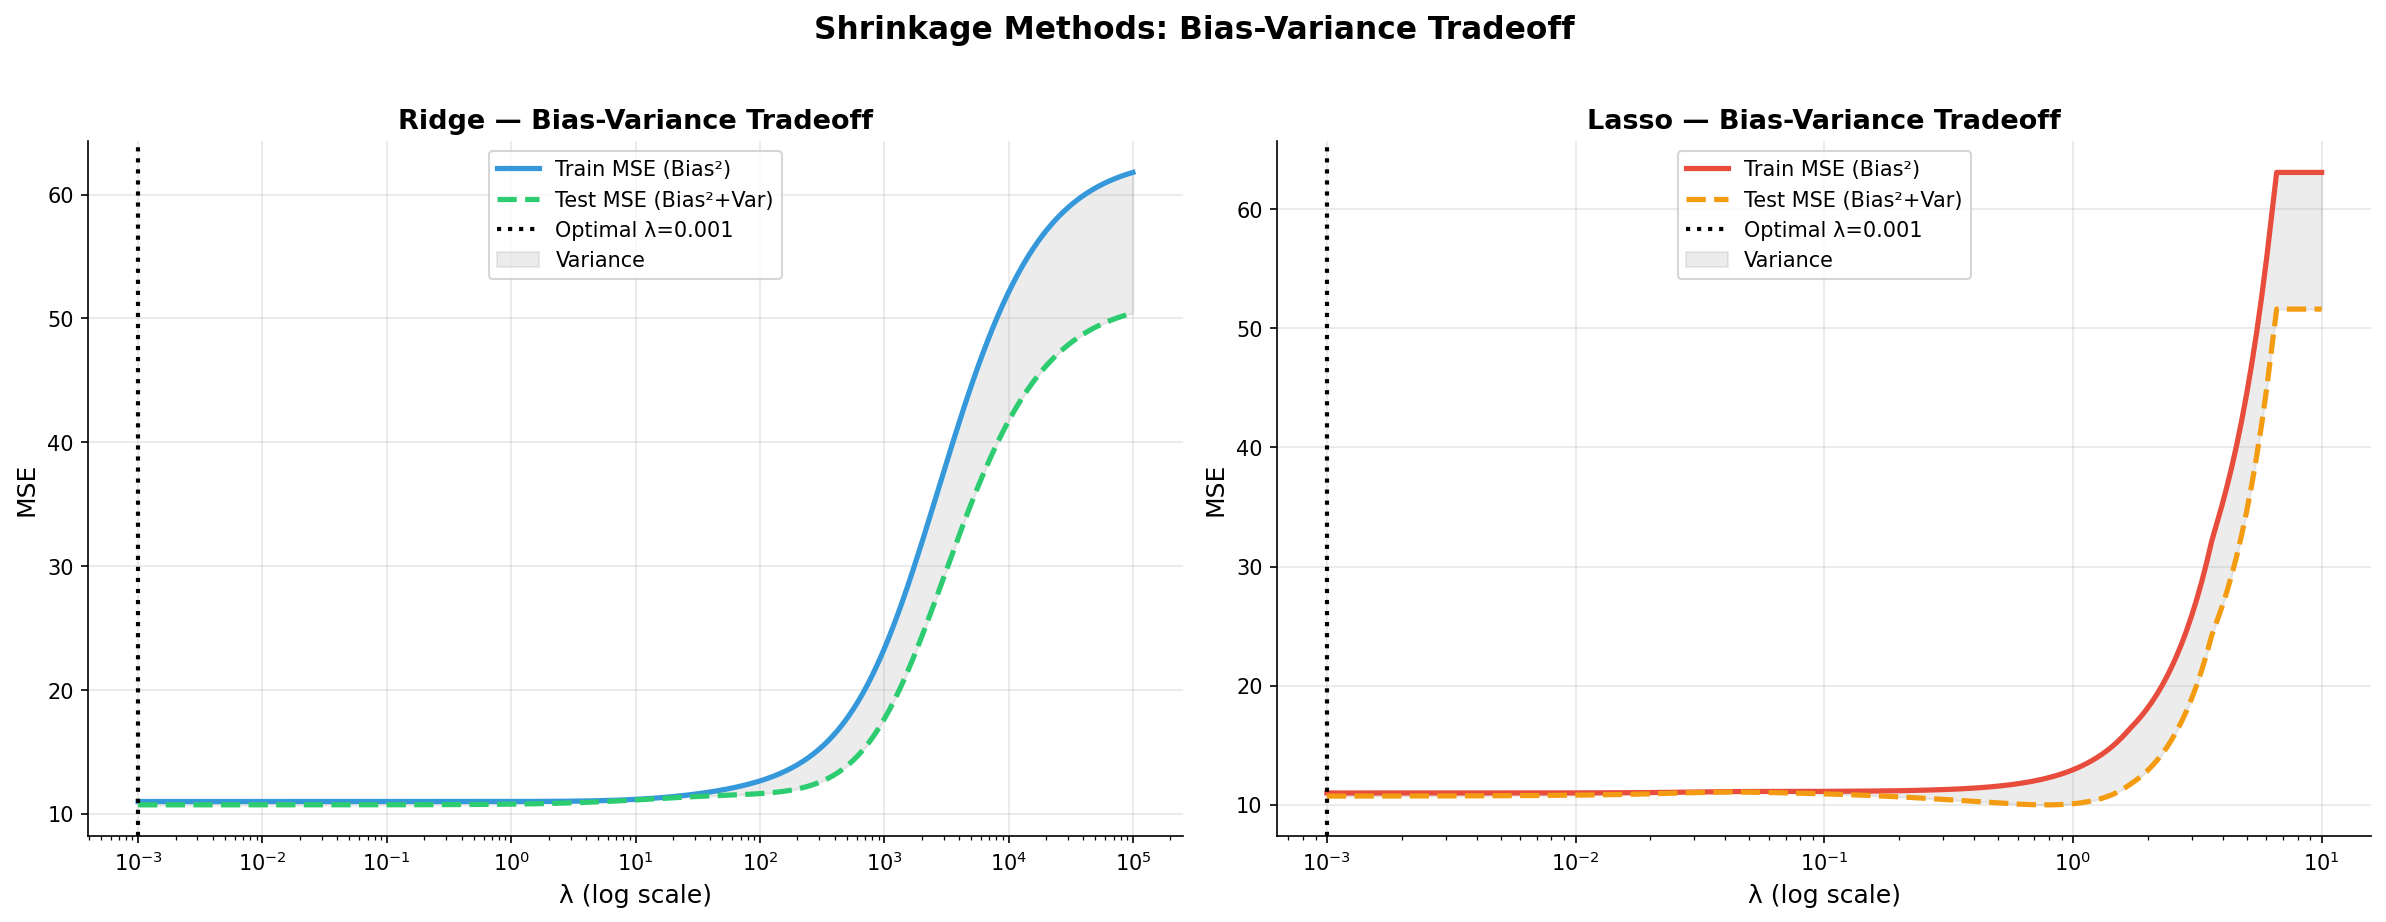 Shrinkage Methods: Bias-Variance Tradeoff
Ridge — Bias-Variance Tradeoff
Train MSE (Bias²)
Test MSE (Bias²+Var)
Optimal λ=0.001
Variance
MSE
60
50
40
30
20
10
10⁻³ 10⁻² 10⁻¹ 10⁰ 10¹ 10² 10³ 10⁴ 10⁵
λ (log scale)
Lasso — Bias-Variance Tradeoff
Train MSE (Bias²)
Test MSE (Bias²+Var)
Optimal λ=0.001
Variance
MSE
60
50
40
30
20
10
10⁻³ 10⁻² 10⁻¹ 10⁰ 10¹
λ (log scale)